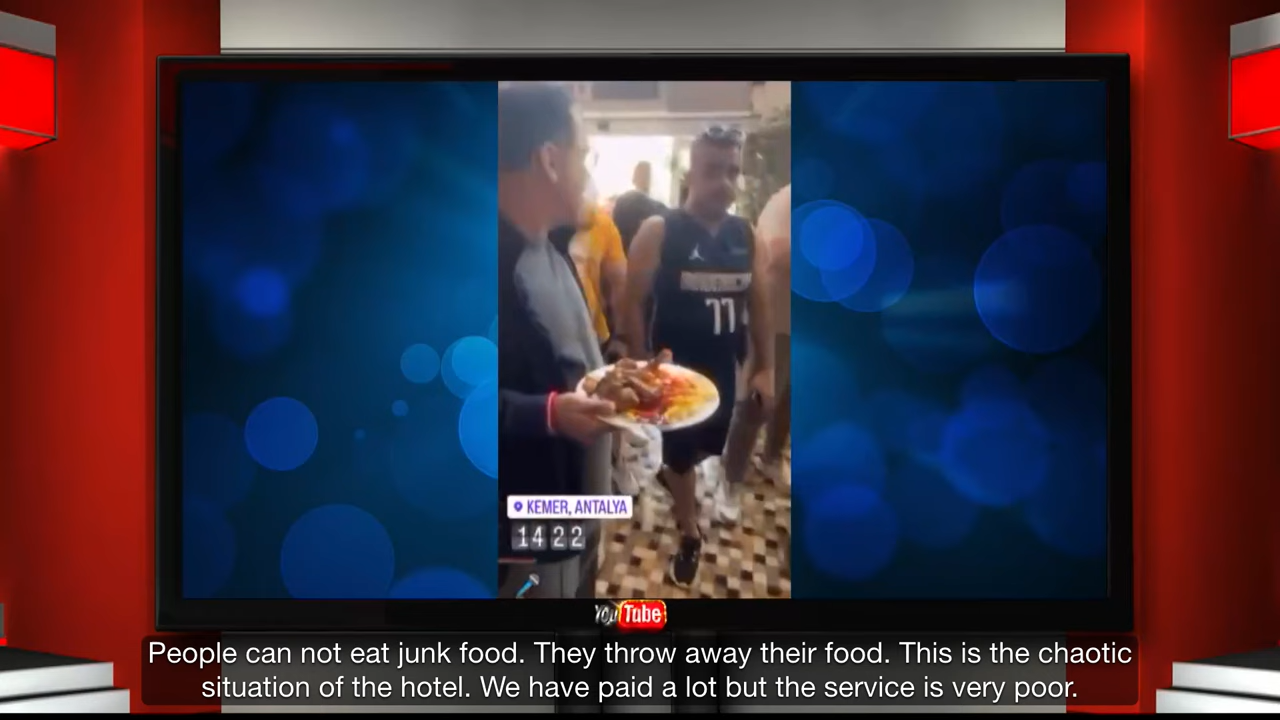 77
KEMER, ANTALYA
14 22
YouTube
People can not eat junk food. They throw away their food. This is the chaotic
situation of the hotel. We have paid a lot but the service is very poor.